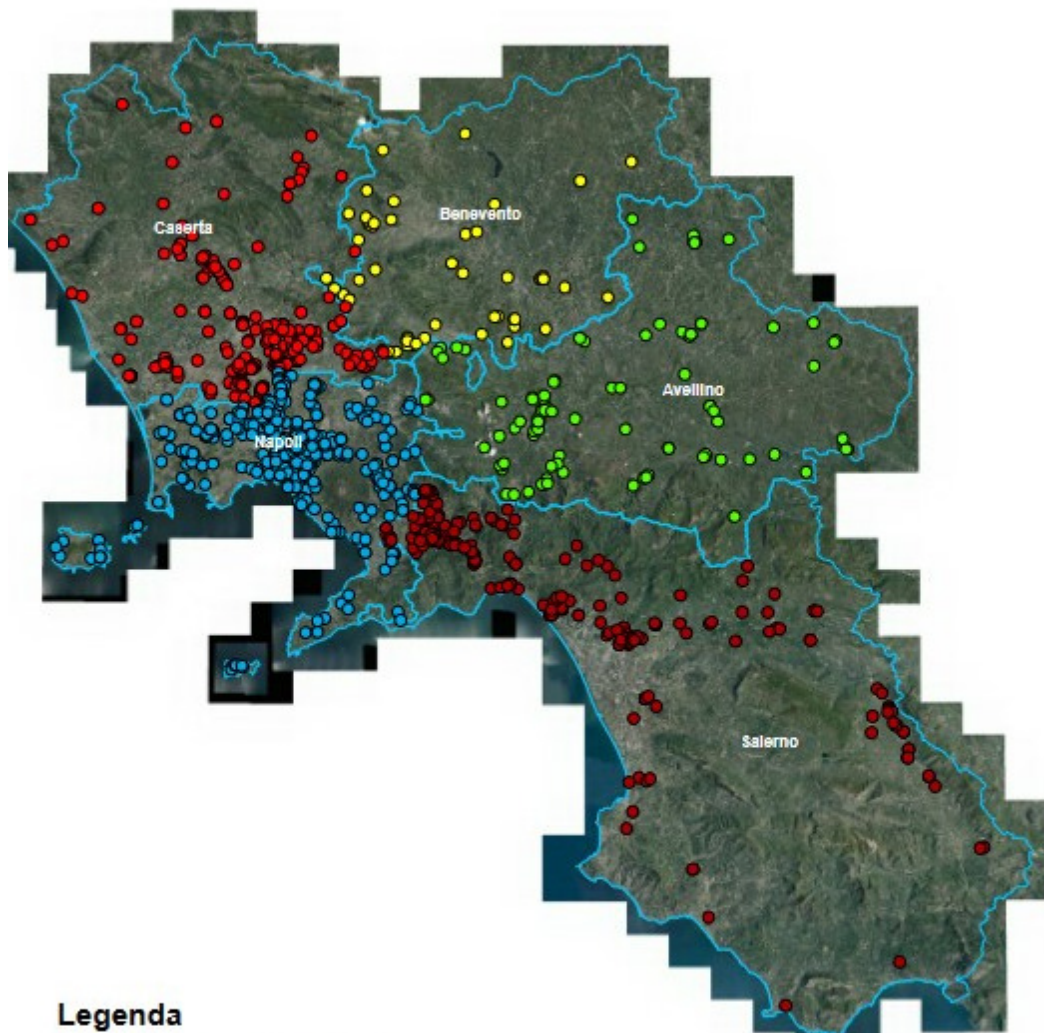 Benevento
Caserta
Avellino
Napoli
Salerno
Legenda